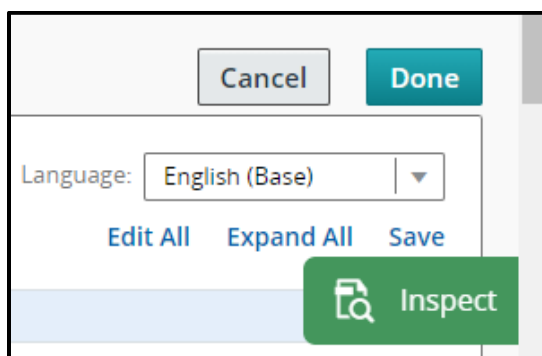 Cancel Done
Language: English (Base)
Edit All Expand All Save
Inspect